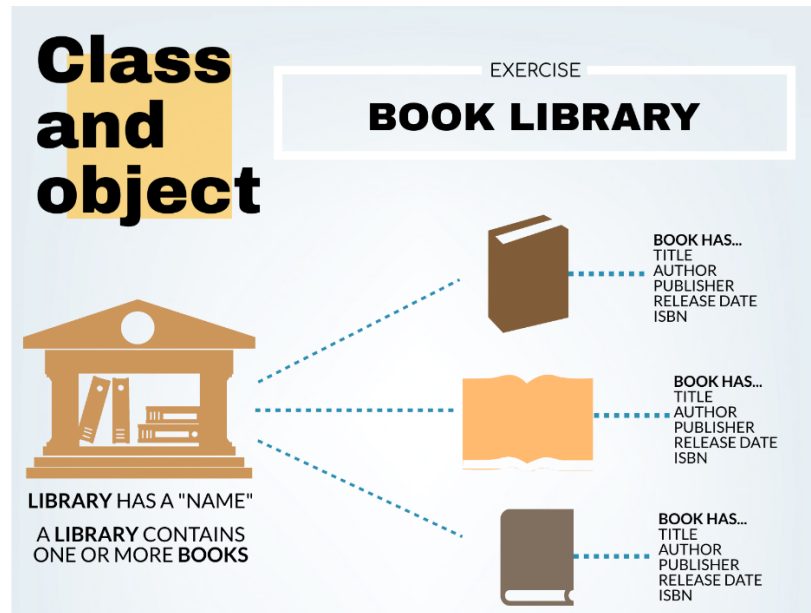 Class
and
object
EXERCISE
BOOK LIBRARY
BOOK HAS...
TITLE
AUTHOR
PUBLISHER
RELEASE DATE
ISBN
BOOK HAS...
TITLE
AUTHOR
PUBLISHER
RELEASE DATE
ISBN
LIBRARY HAS A "NAME"
A LIBRARY CONTAINS
ONE OR MORE BOOKS
BOOK HAS...
TITLE
AUTHOR
PUBLISHER
RELEASE DATE
ISBN